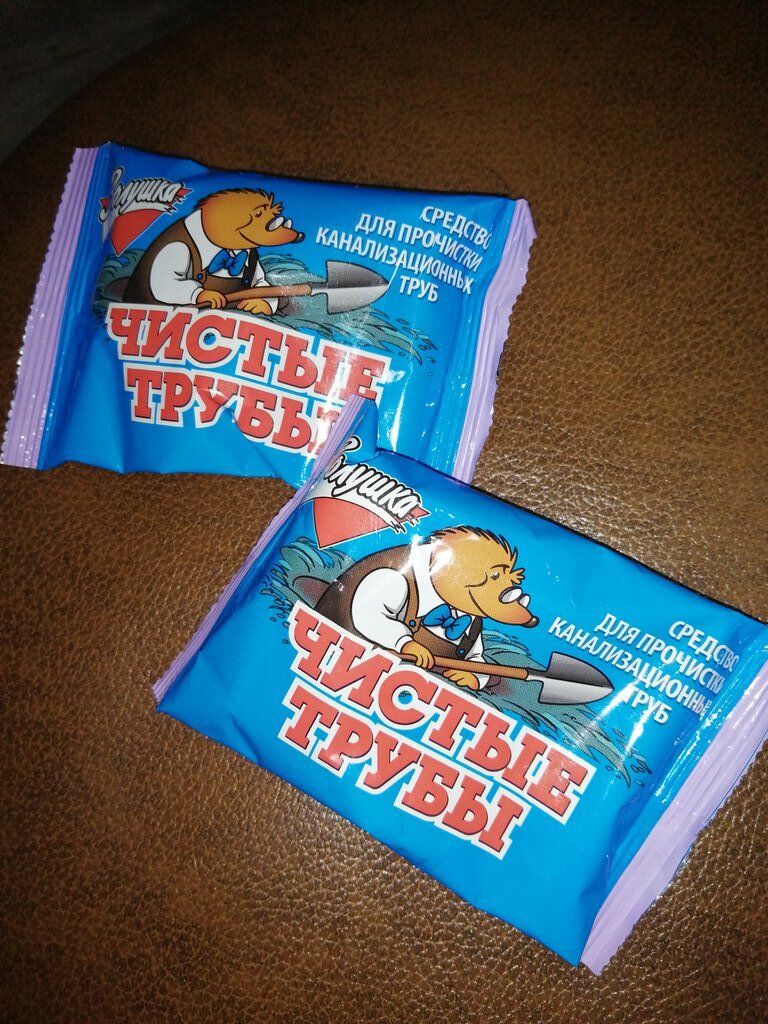 Золушка
СРЕДСТВО
ДЛЯ ПРОЧИСТКИ
КАНАЛИЗАЦИОННЫХ
ТРУБ
ЧИСТЫЕ
ТРУБЫ
Золушка
СРЕДСТВО
ДЛЯ ПРОЧИСТКИ
КАНАЛИЗАЦИОННЫХ
ТРУБ
ЧИСТЫЕ
ТРУБЫ